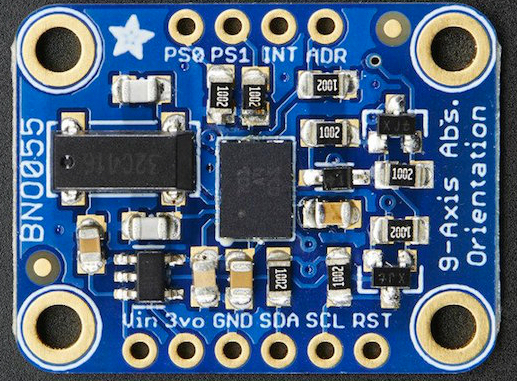 PS0 PS1 INT ADR
1002
1002
1002
1002
1002
1002
1002
1002
BNO055
9-Axis Abs.
Orientation
Vin 3vo GND SDA SCL RST